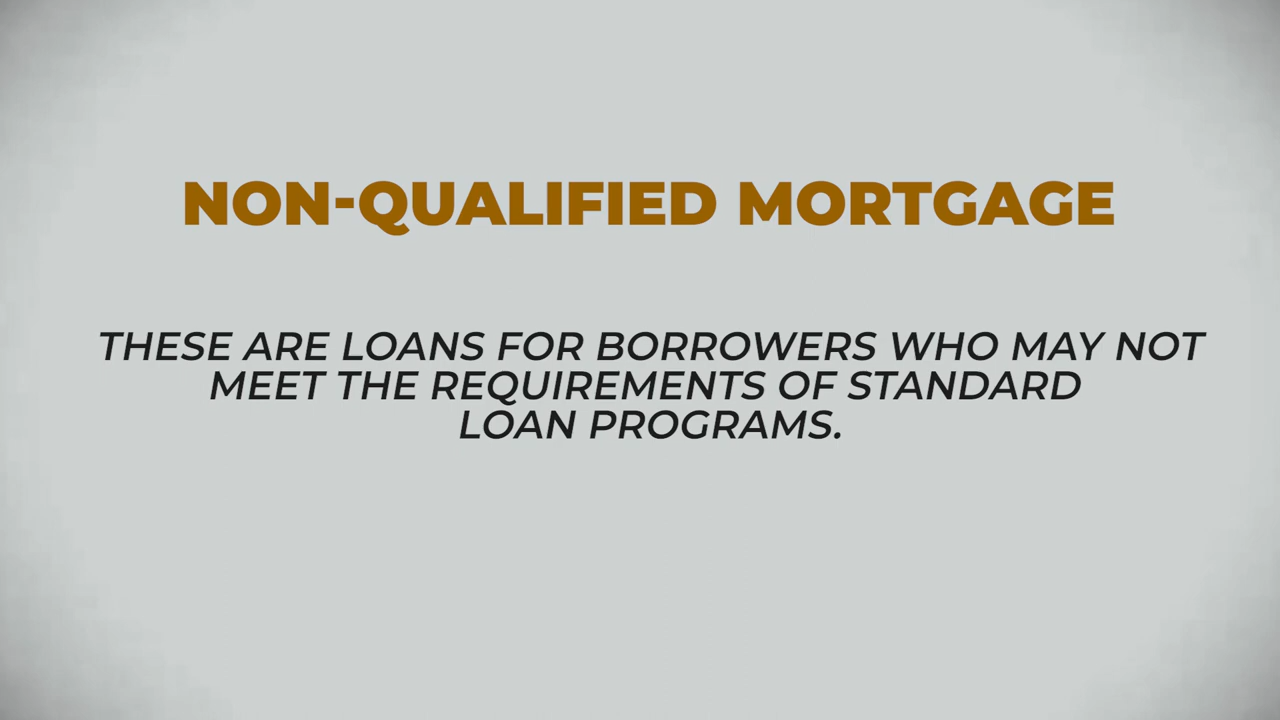 NON-QUALIFIED MORTGAGE
THESE ARE LOANS FOR BORROWERS WHO MAY NOT
MEET THE REQUIREMENTS OF STANDARD
LOAN PROGRAMS.